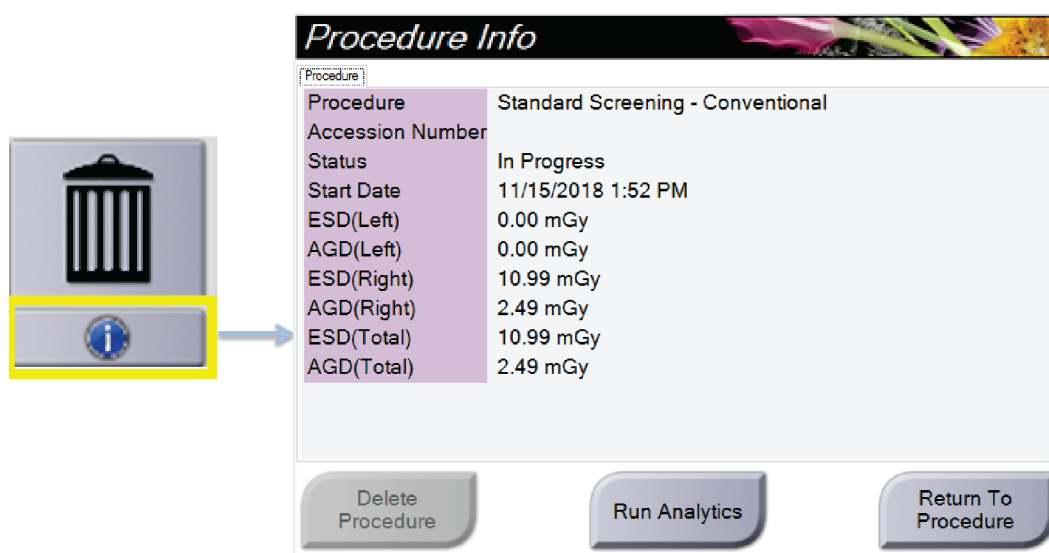 Procedure Info
Procedure
Procedure Standard Screening - Conventional
Accession Number
Status In Progress
Start Date 11/15/2018 1:52 PM
ESD(Left) 0.00 mGy
AGD(Left) 0.00 mGy
ESD(Right) 10.99 mGy
AGD(Right) 2.49 mGy
ESD(Total) 10.99 mGy
AGD(Total) 2.49 mGy
Delete
Procedure
Run Analytics
Return To
Procedure